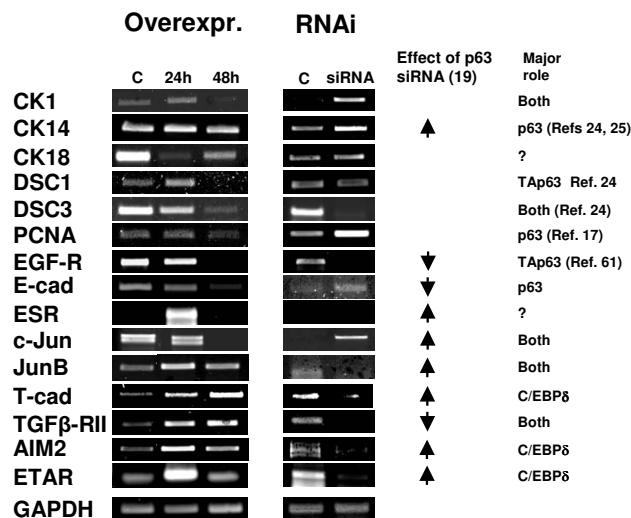 Overexpr. RNAi
Effect of p63 Major
siRNA (19) role
C 24h 48h C siRNA
CK1 Both
CK14 p63 (Refs 24, 25)
CK18 ?
DSC1 TAp63 Ref. 24
DSC3 Both (Ref. 24)
PCNA p63 (Ref. 17)
EGF-R TAp63 (Ref. 61)
E-cad p63
ESR ?
c-Jun Both
JunB Both
T-cad C/EBPδ
TGFβ-RII Both
AIM2 C/EBPδ
ETAR C/EBPδ
GAPDH